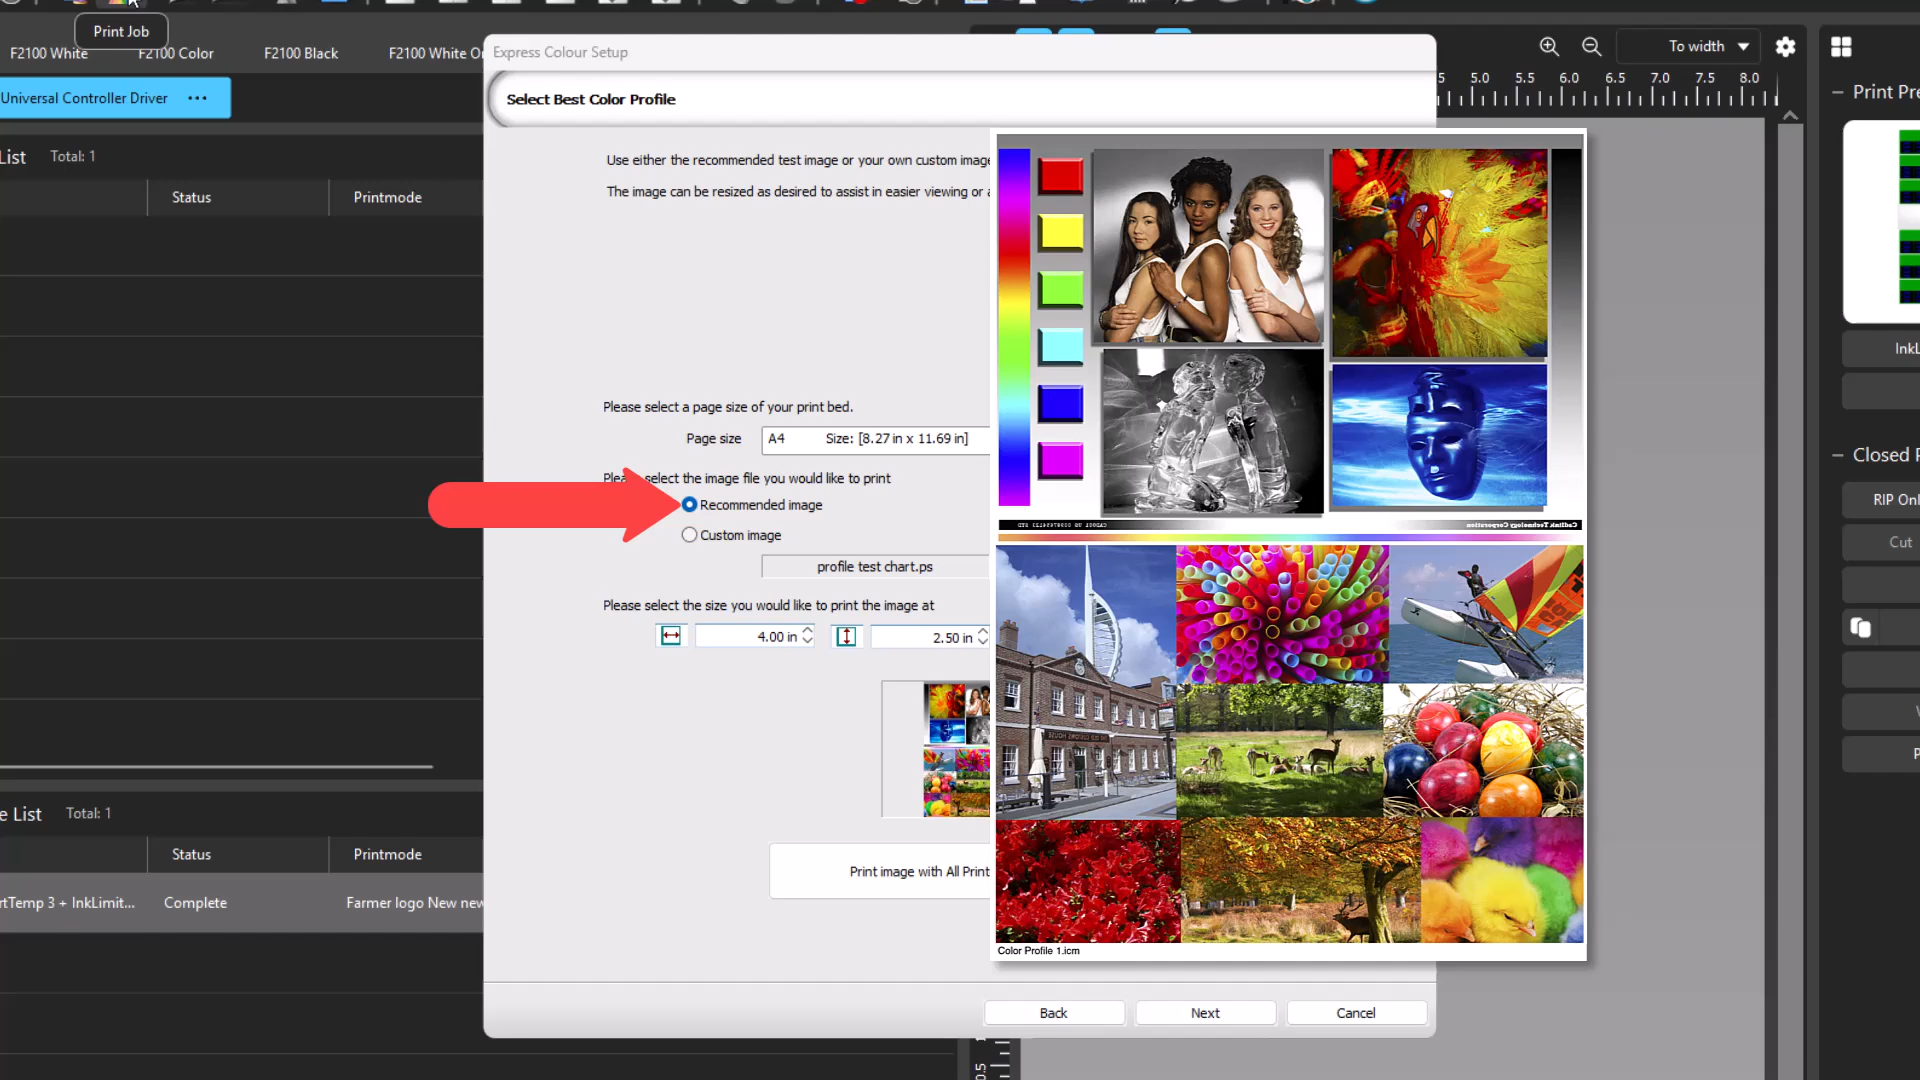 Print Job
F2100 White
F2100 Color
F2100 Black
F2100 White O
Universal Controller Driver
List
Total: 1
Status
Printmode
Express Colour Setup
Select Best Color Profile
Use either the recommended test image or your own custom image
The image can be resized as desired to assist in easier viewing or a
Please select a page size of your print bed.
Page size
A4 Size: [8.27 in x 11.69 in]
select the image file you would like to print
Recommended image
Custom image
profile test chart.ps
Please select the size you would like to print the image at
4.00 in
2.50 in
Print image with All Print
Back
Next
Cancel
Color Profile 1.icm
Cadlink Technology Corporation
To width
5 5.0 5.5 6.0 6.5 7.0 7.5 8.0
0.5
Print Pre
InkL
Closed
RIP Onl
Cut
e List
Total: 1
Status
Printmode
rtTemp 3 + InkLimit...
Complete
Farmer logo New new